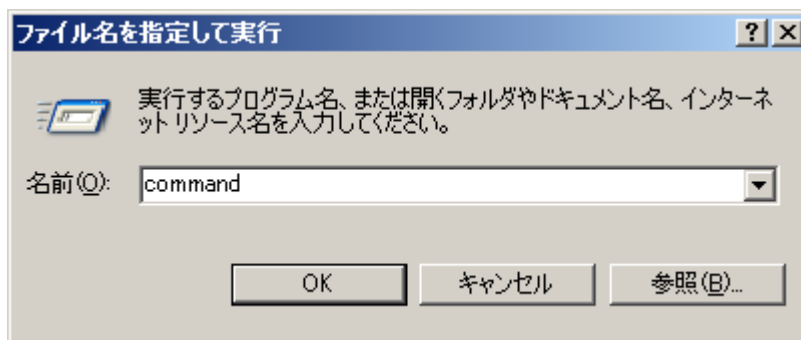 ファイル名を指定して実行
実行するプログラム名、または開くフォルダやドキュメント名、インターネ
ット リソース名を入力してください。
名前(O): command
OK キャンセル 参照(B)...